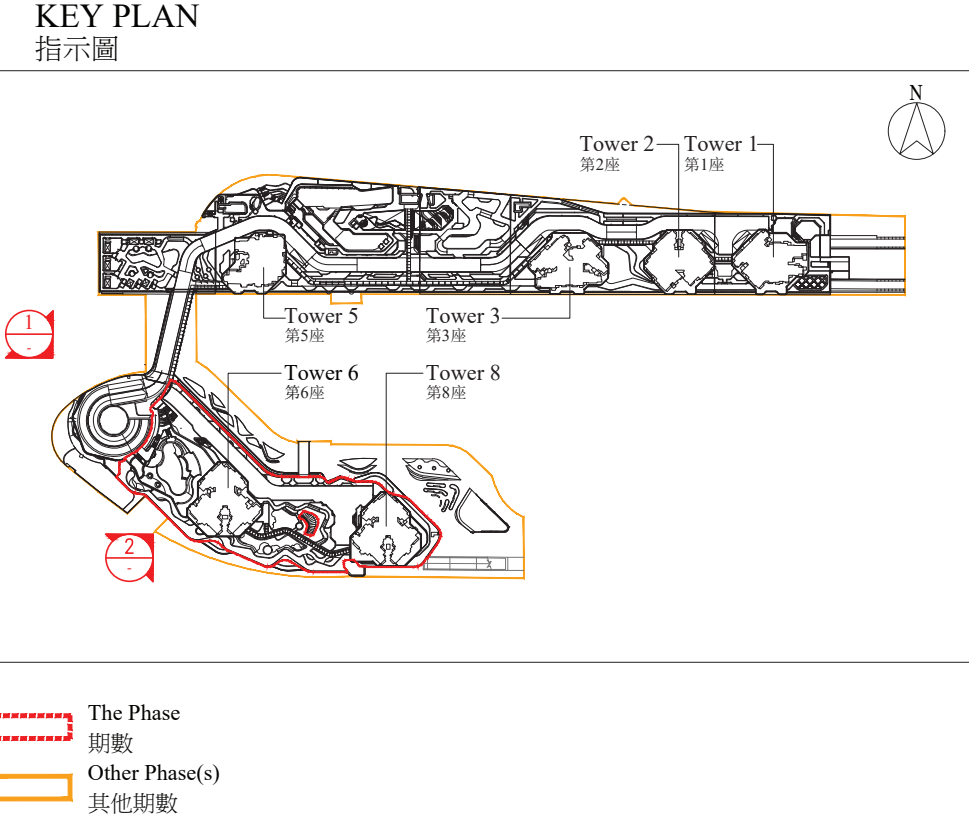 KEY PLAN
指示圖
N
Tower 2
第2座
Tower 1
第1座
Tower 5
第5座
Tower 3
第3座
1
-
Tower 6
第6座
Tower 8
第8座
2
-
The Phase
期數
Other Phase(s)
其他期數